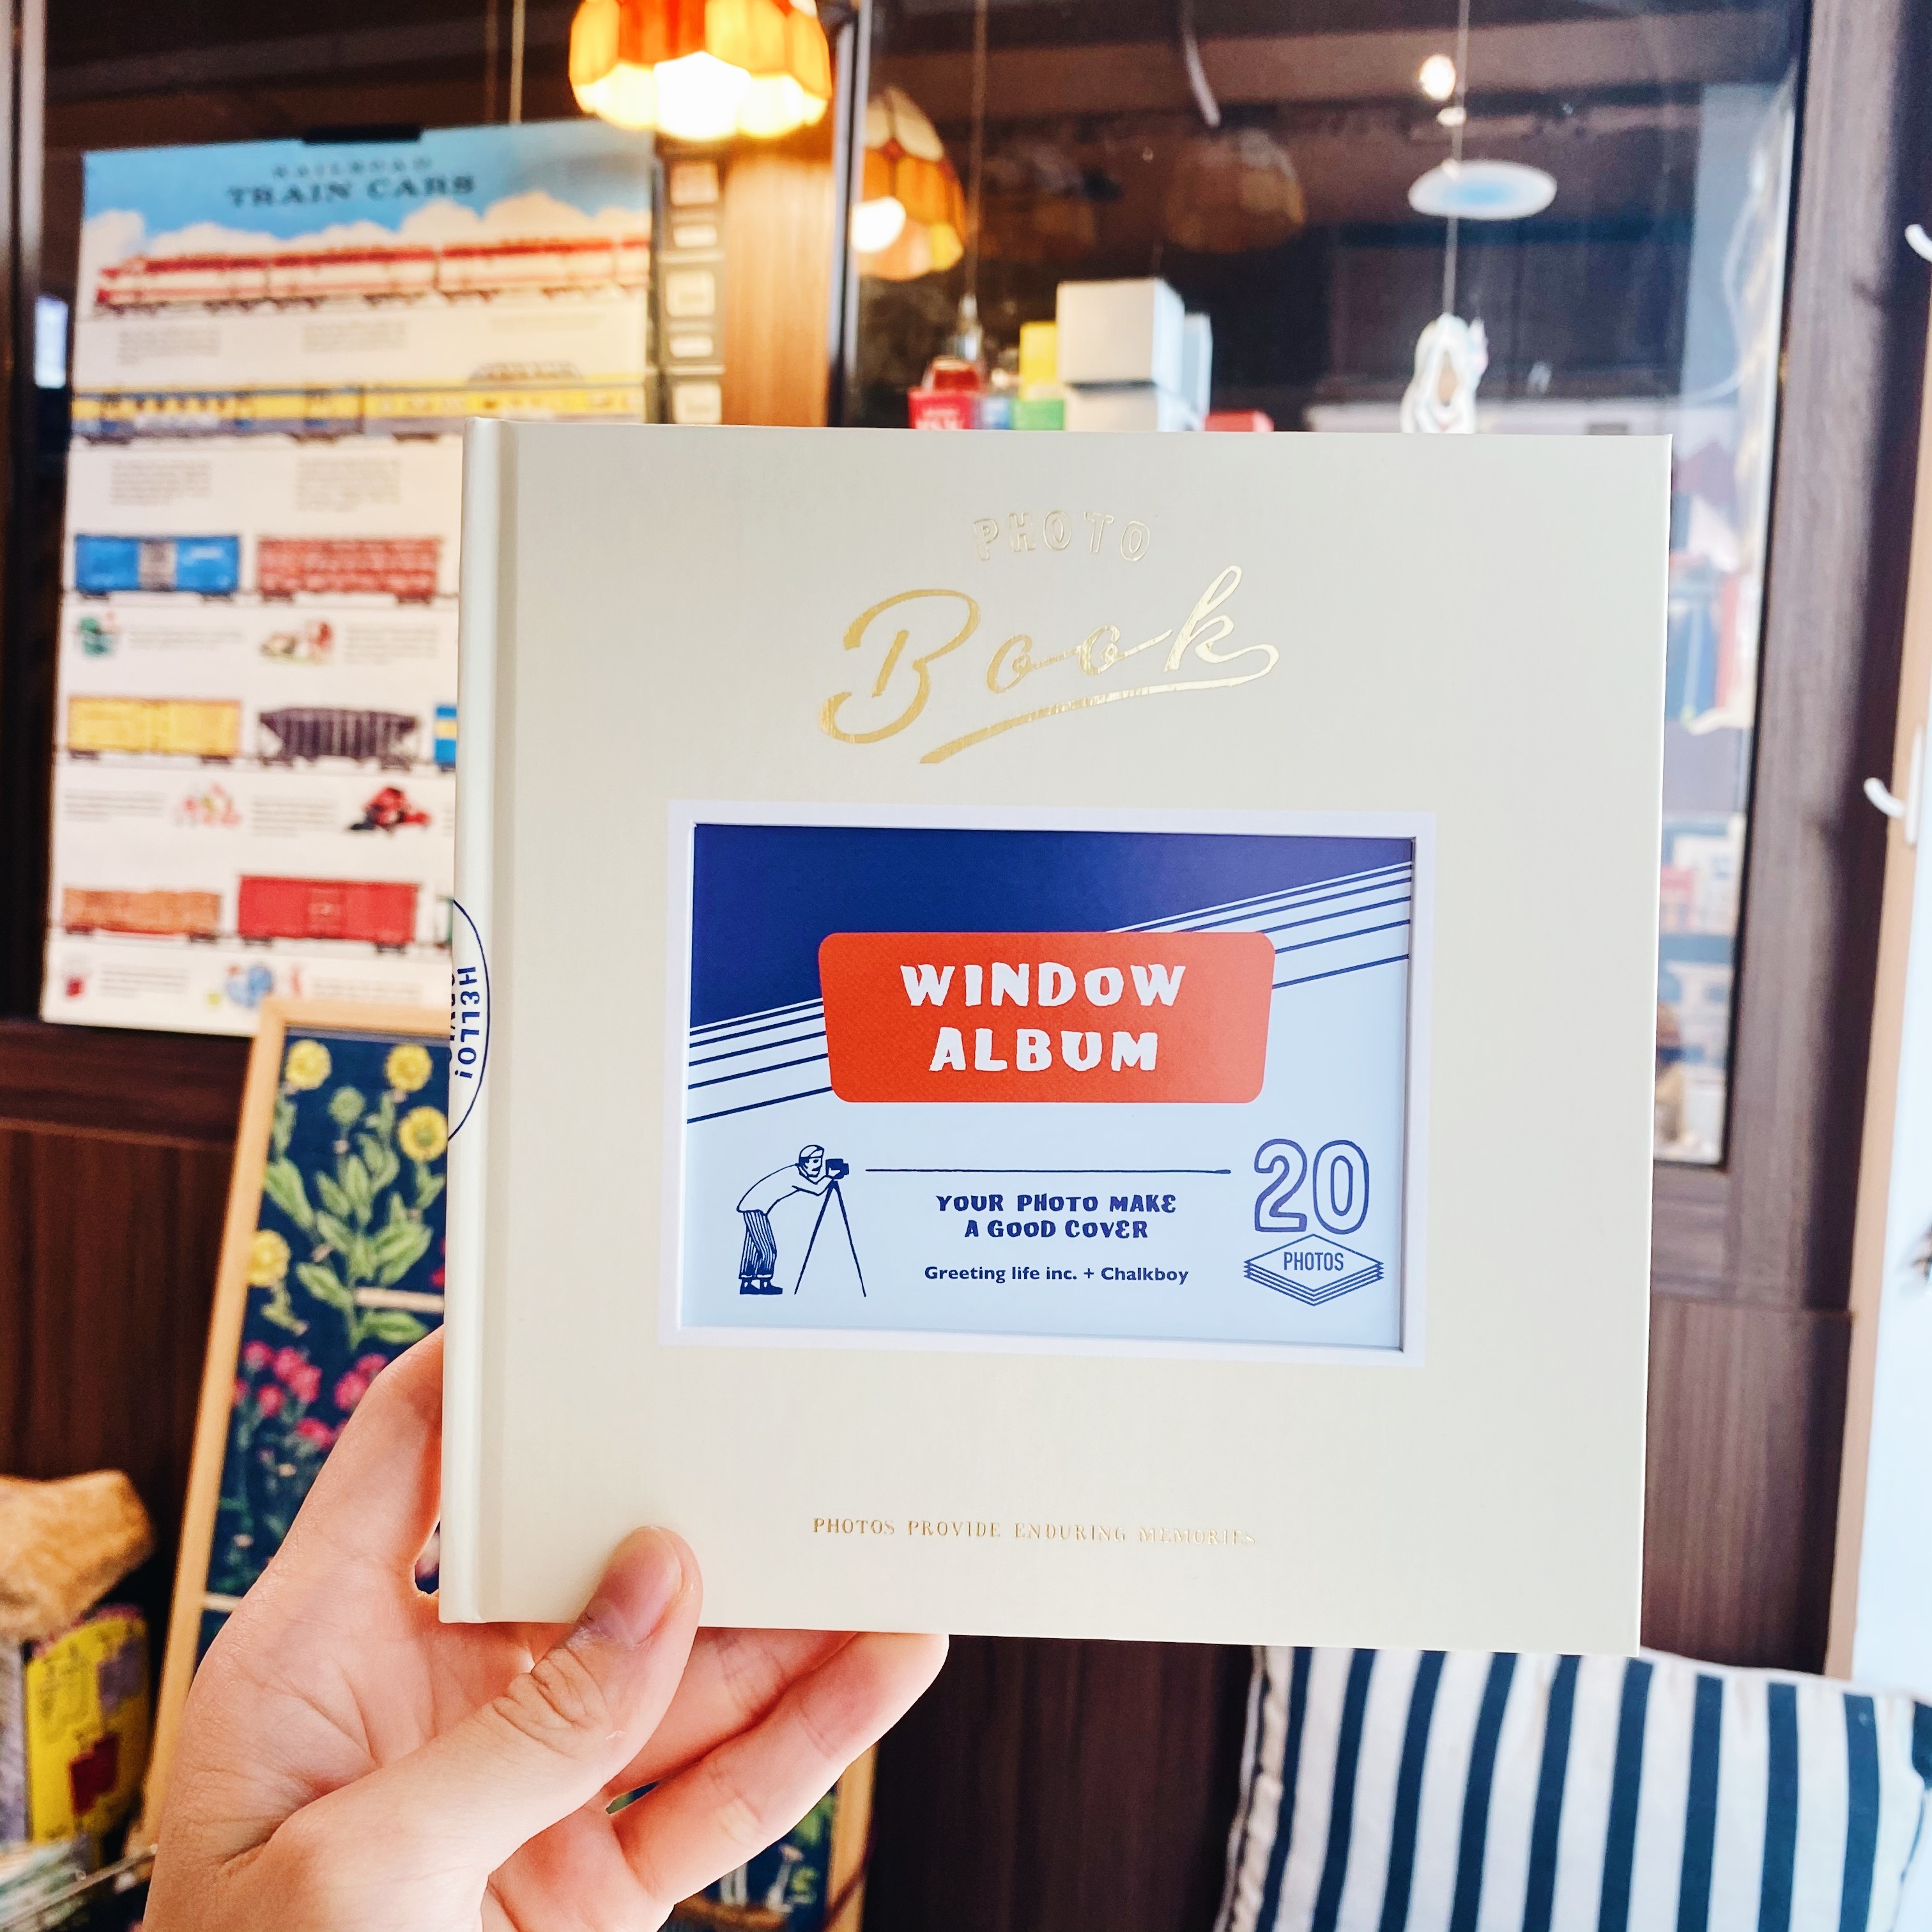 RAILROAD
TRAIN CARS
PHOTO
Book
WINDOW
ALBUM
YOUR PHOTO MAKE
A GOOD COVER
Greeting life inc. + Chalkboy
20
PHOTOS
PHOTOS PROVIDE ENDURING MEMORIES
HELLO!